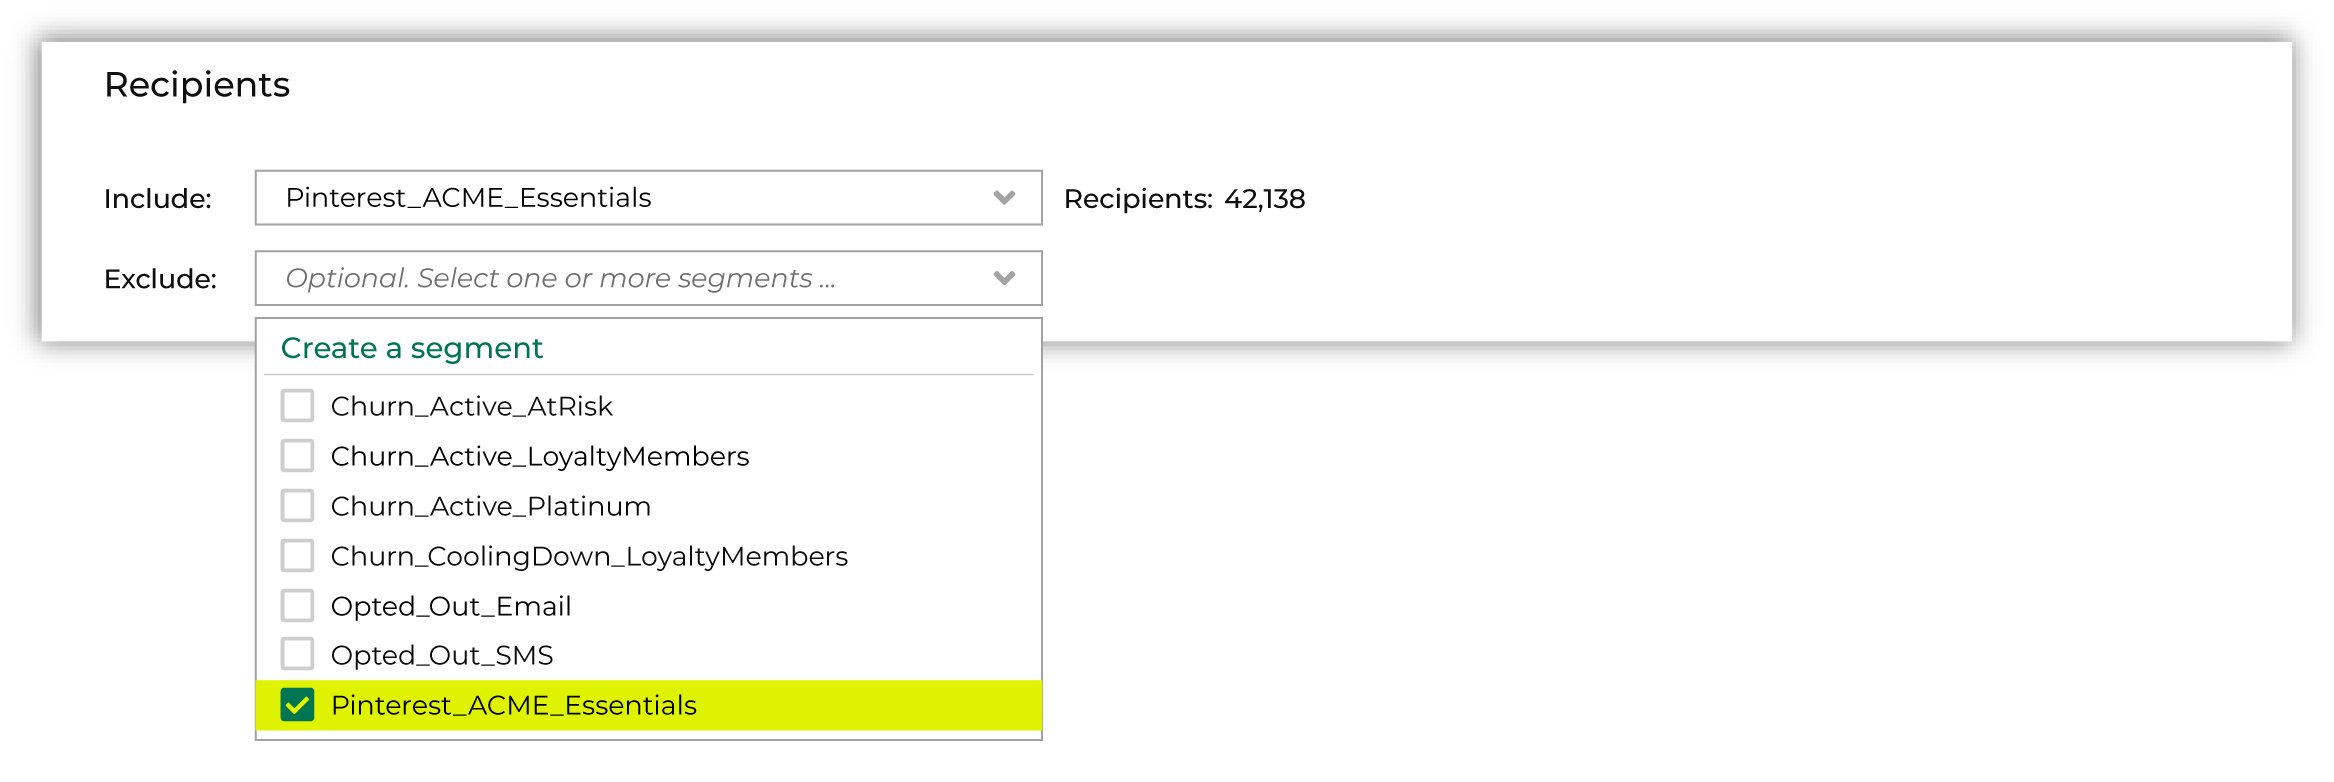 Recipients
Include: Pinterest_ACME_Essentials Recipients: 42,138
Exclude: Optional. Select one or more segments ...
Create a segment
Churn_Active_AtRisk
Churn_Active_LoyaltyMembers
Churn_Active_Platinum
Churn_CoolingDown_LoyaltyMembers
Opted_Out_Email
Opted_Out_SMS
Pinterest_ACME_Essentials